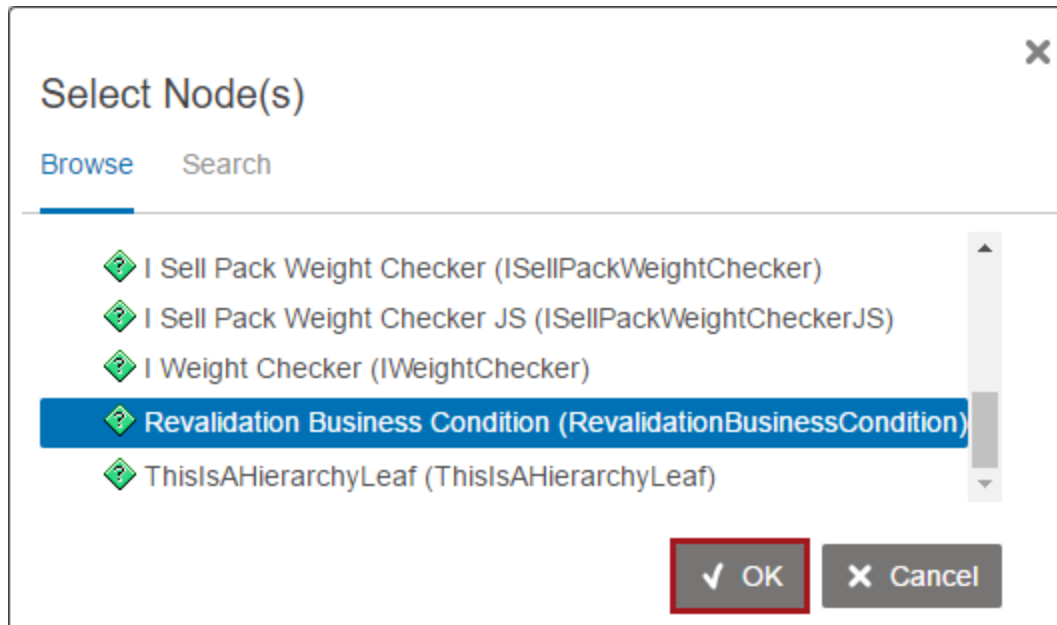 Select Node(s)
Browse Search
I Sell Pack Weight Checker (ISellPackWeightChecker)
I Sell Pack Weight Checker JS (ISellPackWeightCheckerJS)
I Weight Checker (IWeightChecker)
Revalidation Business Condition (RevalidationBusinessCondition)
ThisIsAHierarchyLeaf (ThisIsAHierarchyLeaf)
OK Cancel